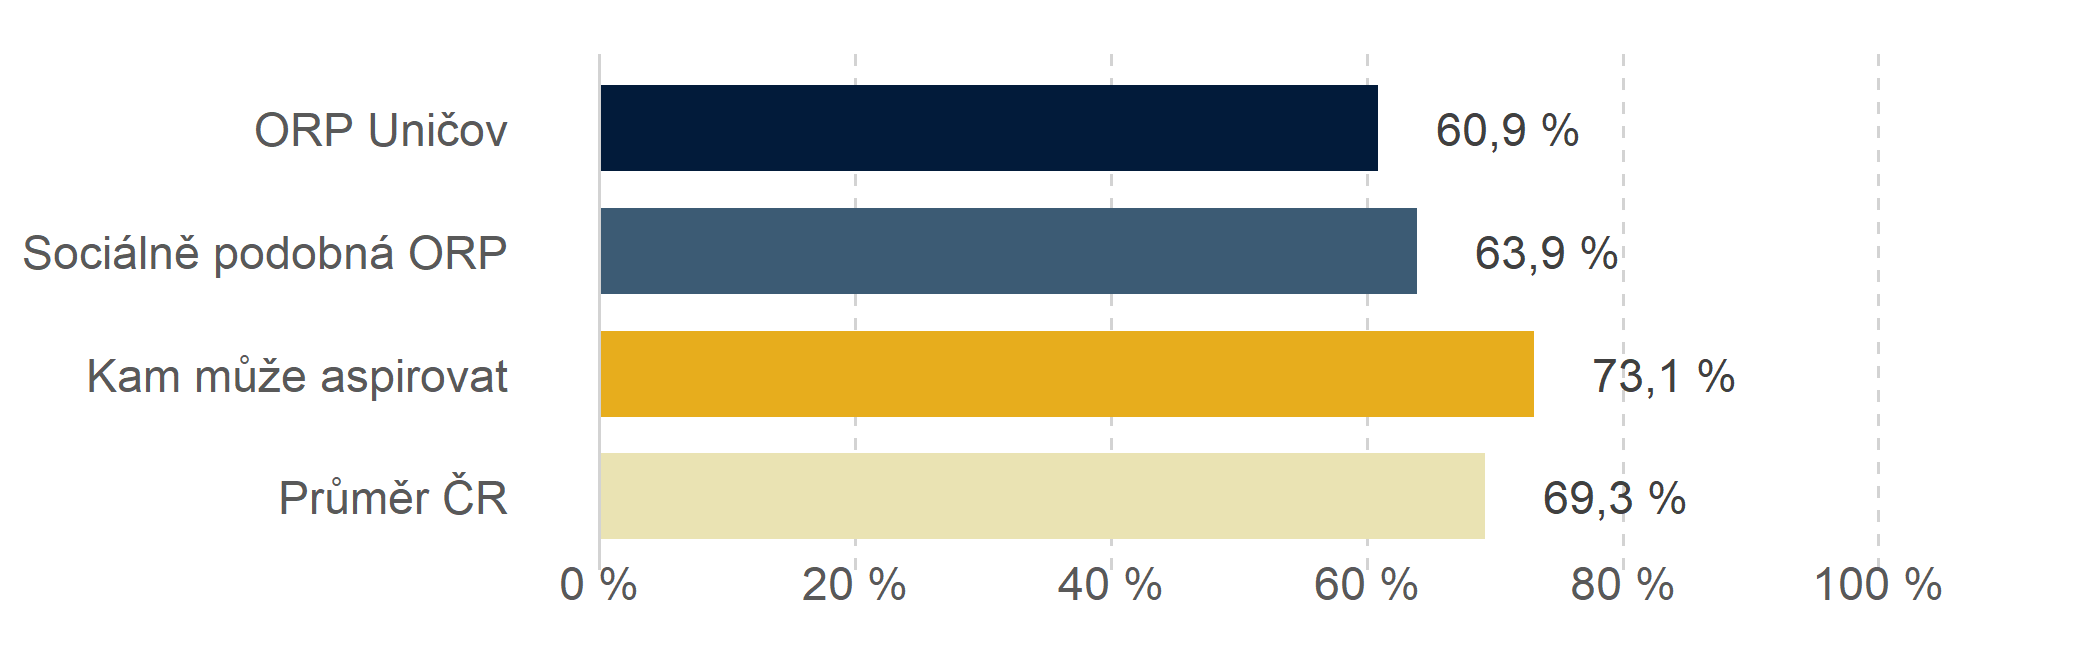 ORP Uničov
60,9 %
Sociálně podobná ORP
63,9 %
Kam může aspirovat
73,1 %
Průměr ČR
69,3 %
0 %
20 %
40 %
60 %
80 %
100 %